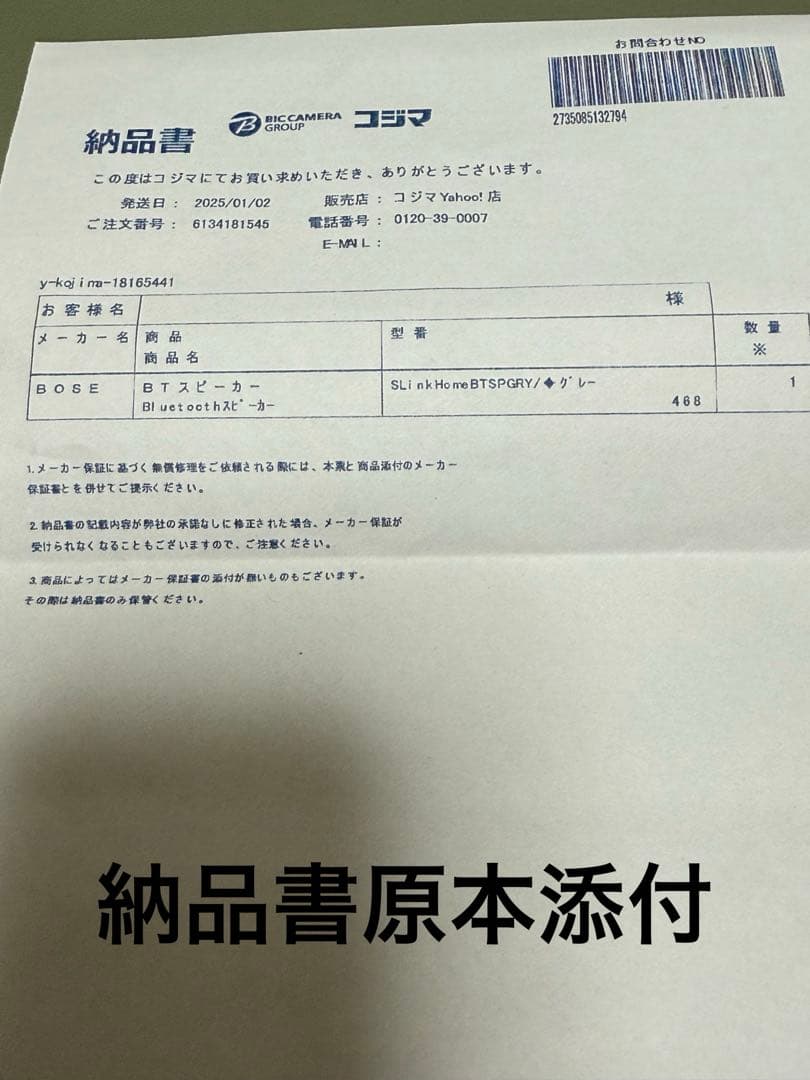 お問合わせNO
2735085132794
納品書
B BICCAMERA GROUP コジマ
この度はコジマにてお買い求めいただき、ありがとうございます。
発送日： 2025/01/02 販売店： コジマYahoo!店
ご注文番号： 6134181545 電話番号： 0120-39-0007
E-MAIL：
y-kojima-18165441
お客様名 様
メーカー名 商品 型番 数量
商品名 ※
BOSE BTスピーカー SLinkHomeBTSPGRY/◆グレー 1
Bluetoothスピーカー 468
1.メーカー保証に基づく無償修理をご依頼される際には、本票と商品添付のメーカー
保証書とを併せてご提示ください。
2.納品書の記載内容が弊社の承諾なしに修正された場合、メーカー保証が
受けられなくなることもございますので、ご注意ください。
3.商品によってはメーカー保証書の添付が無いものもございます。
その際は納品書のみ保管ください。
納品書原本添付